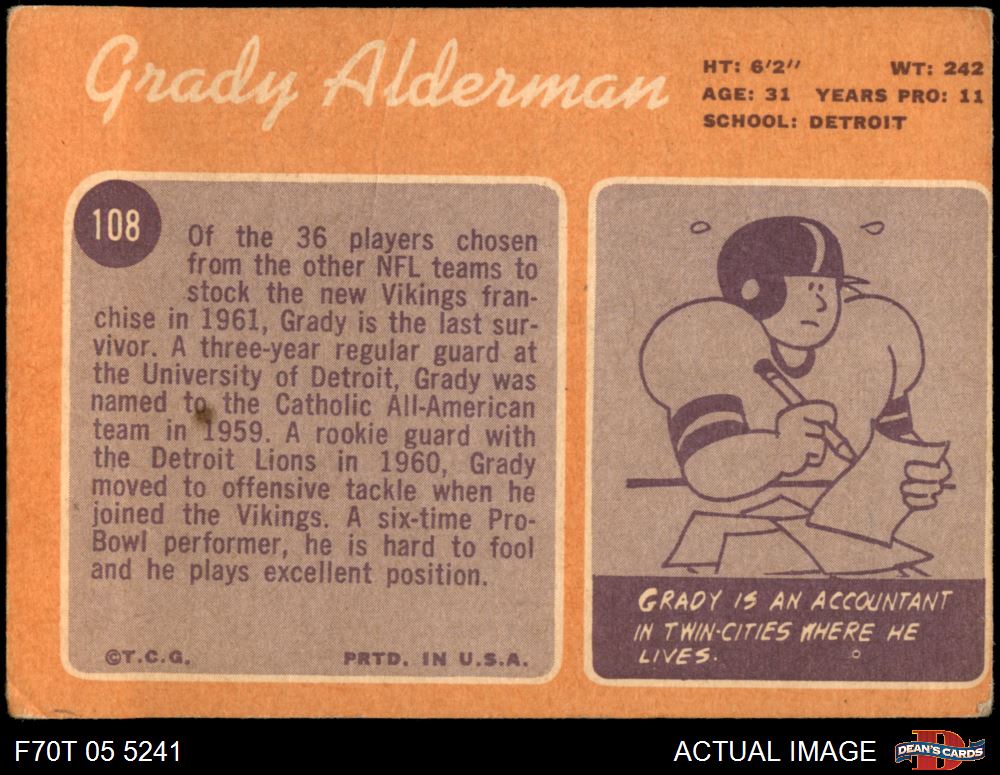 Grady Alderman
HT: 6'2" WT: 242
AGE: 31 YEARS PRO: 11
SCHOOL: DETROIT
108
Of the 36 players chosen
from the other NFL teams to
stock the new Vikings fran-
chise in 1961, Grady is the last sur-
vivor. A three-year regular guard at
the University of Detroit, Grady was
named to the Catholic All-American
team in 1959. A rookie guard with
the Detroit Lions in 1960, Grady
moved to offensive tackle when he
joined the Vikings. A six-time Pro-
Bowl performer, he is hard to fool
and he plays excellent position.
©T.C.G. PRTD. IN U.S.A.
GRADY IS AN ACCOUNTANT
IN TWIN-CITIES WHERE HE
LIVES.
F70T 05 5241
ACTUAL IMAGE
D
DEAN'S CARDS